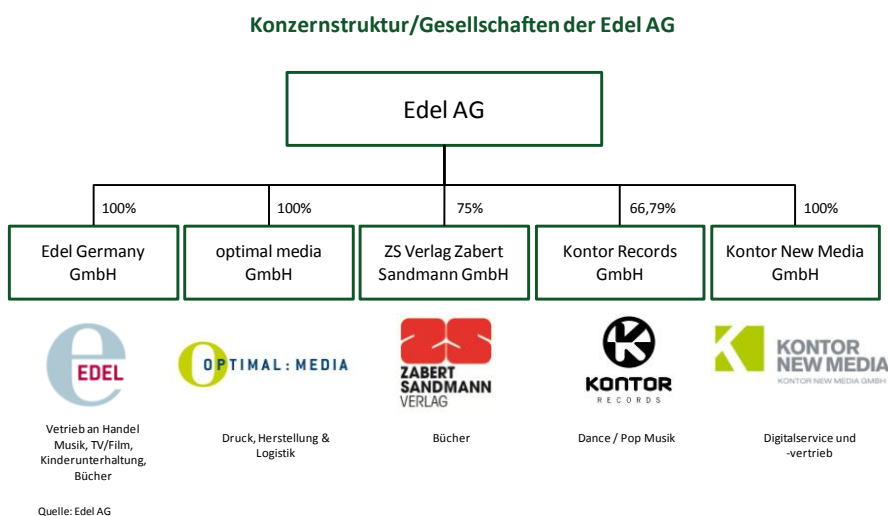 Konzernstruktur/Gesellschaften der Edel AG
Edel AG
100%
100%
75%
66,79%
100%
Edel Germany
GmbH
optimal media
GmbH
ZS Verlag Zabert
Sandmann GmbH
Kontor Records
GmbH
Kontor New Media
GmbH
e
EDEL
OPTIMAL:MEDIA
ZABERT
SANDMANN
VERLAG
K
KONTOR
RECORDS
K
KONTOR
NEW MEDIA
KONTOR NEW MEDIA GMBH
Vetrieb an Handel
Musik, TV/Film,
Kinderunterhaltung,
Bücher
Druck, Herstellung &
Logistik
Bücher
Dance / Pop Musik
Digitalservice und
-vertrieb
Quelle: Edel AG